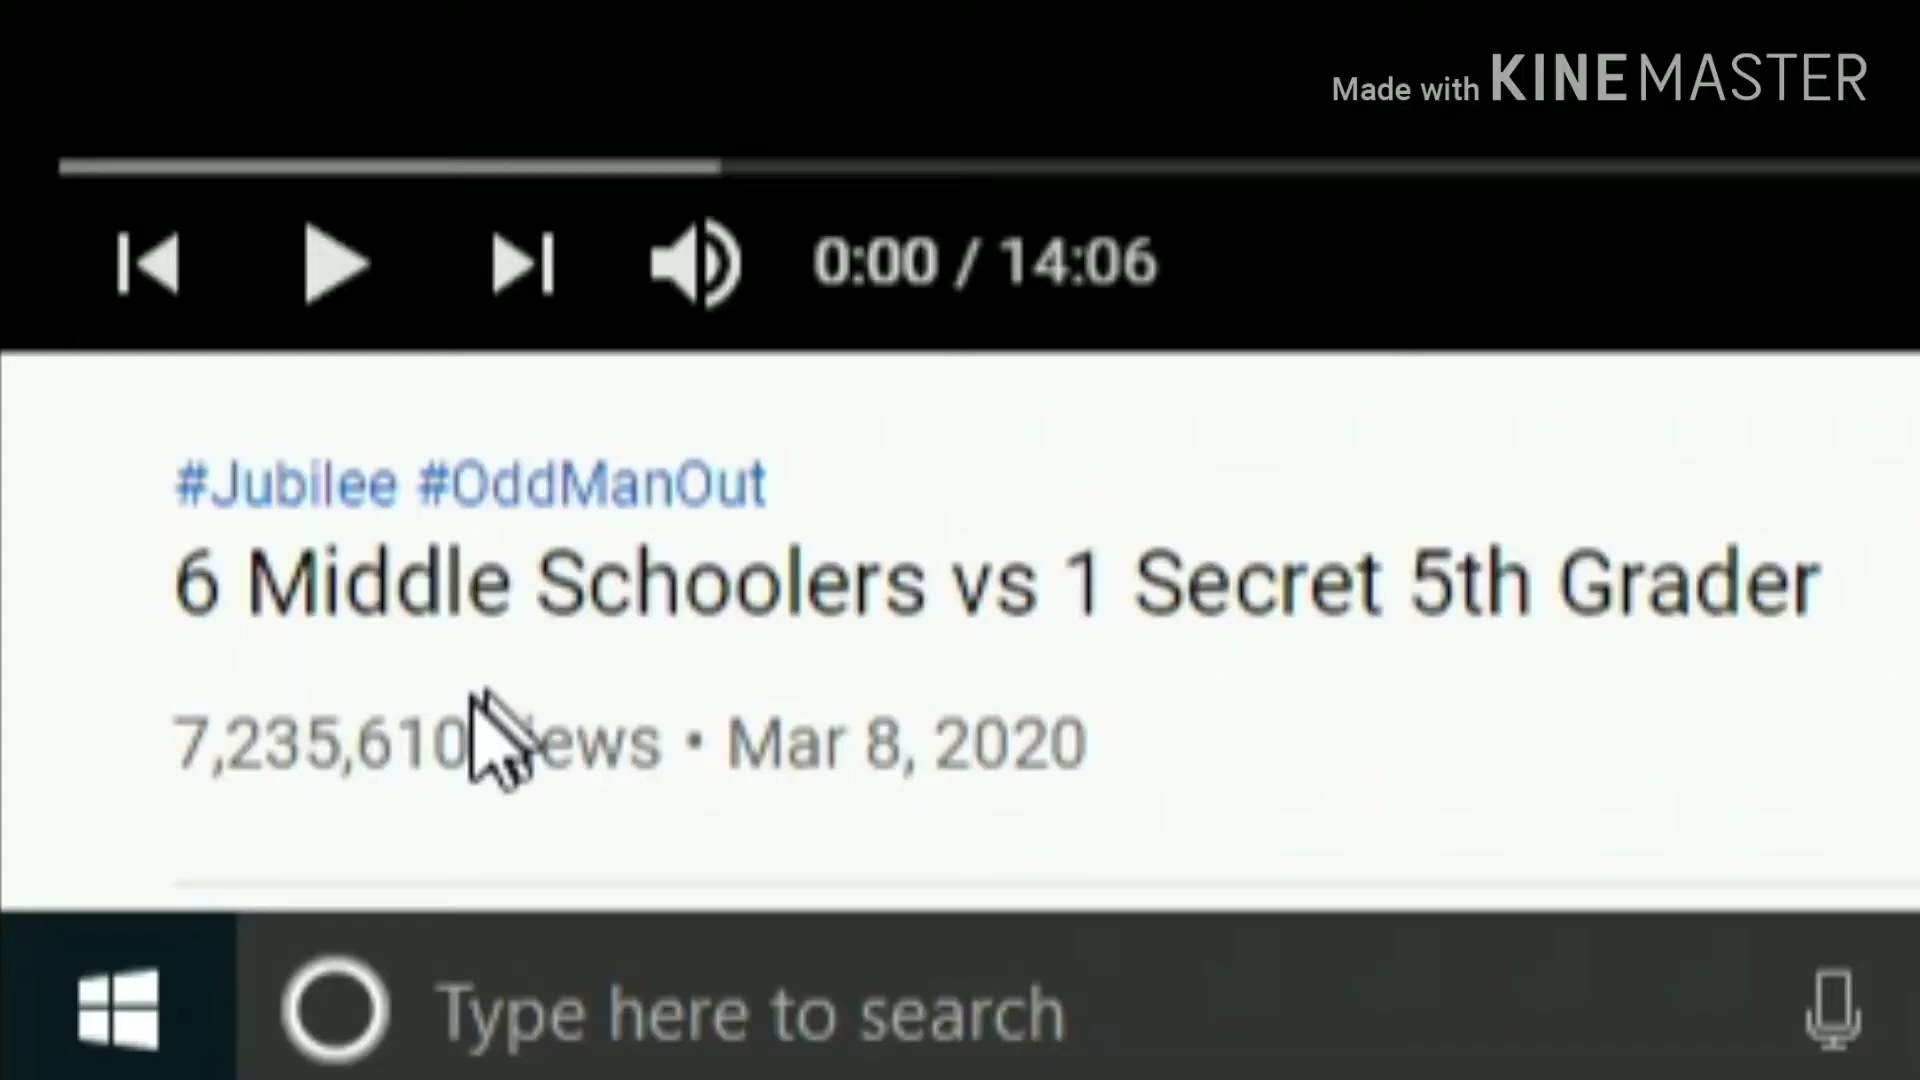 Made with KINEMASTER
0:00 / 14:06
#Jubilee #OddManOut
6 Middle Schoolers vs 1 Secret 5th Grader
7,235,610 • Mar 8, 2020
Type here to search